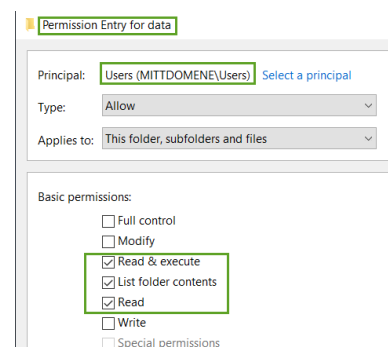 Permission Entry for data
Principal: Users (MITTDOMENE\Users) Select a principal
Type: Allow
Applies to: This folder, subfolders and files
Basic permissions:
Full control
Modify
Read & execute
List folder contents
Read
Write
Special permissions